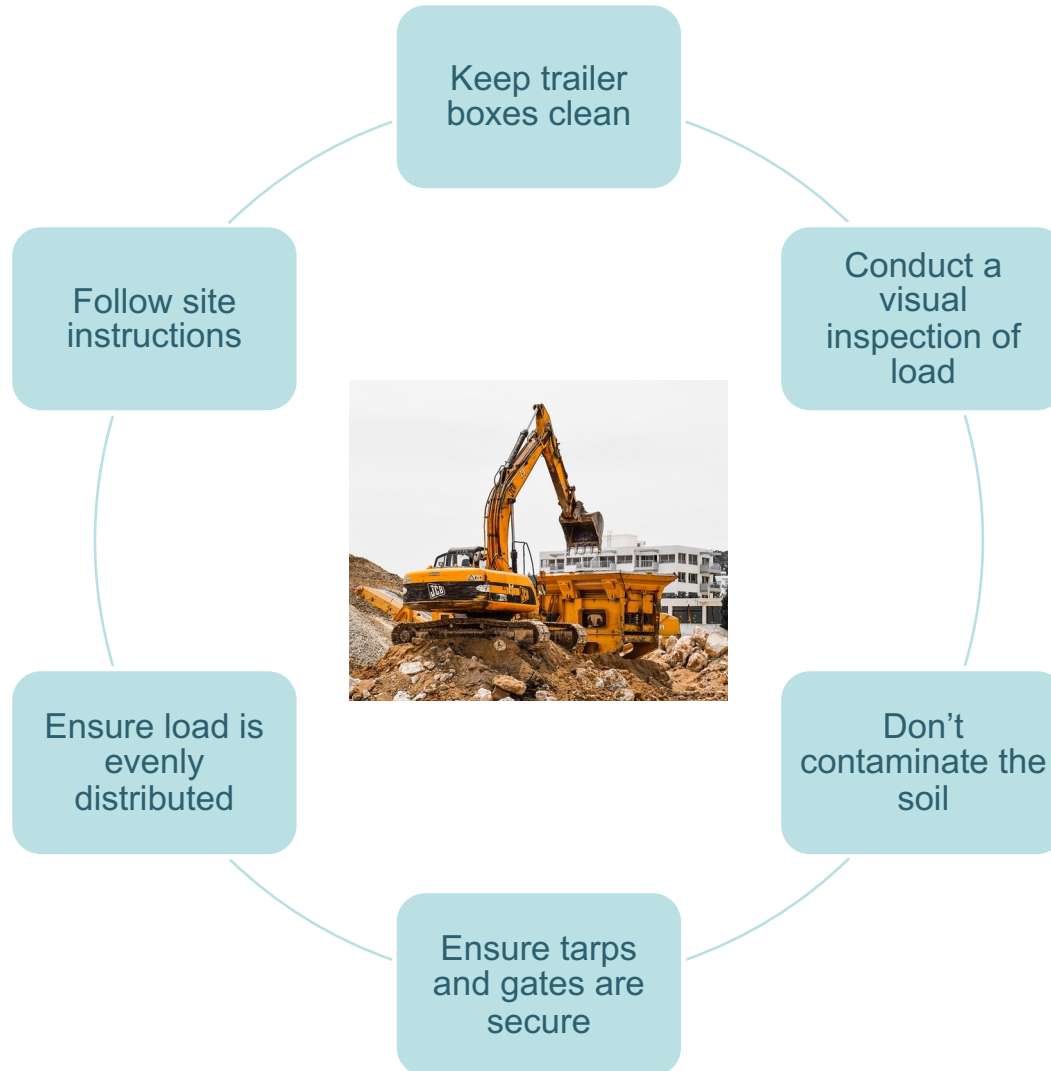 Keep trailer
boxes clean
Conduct a
visual
inspection of
load
Don’t
contaminate the
soil
Ensure tarps
and gates are
secure
Ensure load is
evenly
distributed
Follow site
instructions
JCB